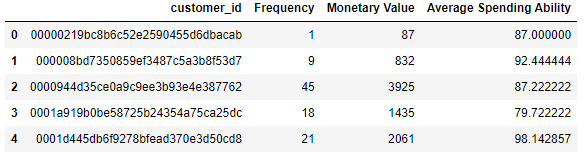 customer_id Frequency Monetary Value Average Spending Ability
0 00000219bc8b6c52e2590455d6dbacab 1 87 87.000000
1 000008bd7350859ef3487c5a3b8f53d7 9 832 92.444444
2 0000944d35ce0a9c9ee3b93e4e387762 45 3925 87.222222
3 0001a919b0be58725b24354a75ca25dc 18 1435 79.722222
4 0001d445db6f9278bfead370e3d50cd8 21 2061 98.142857